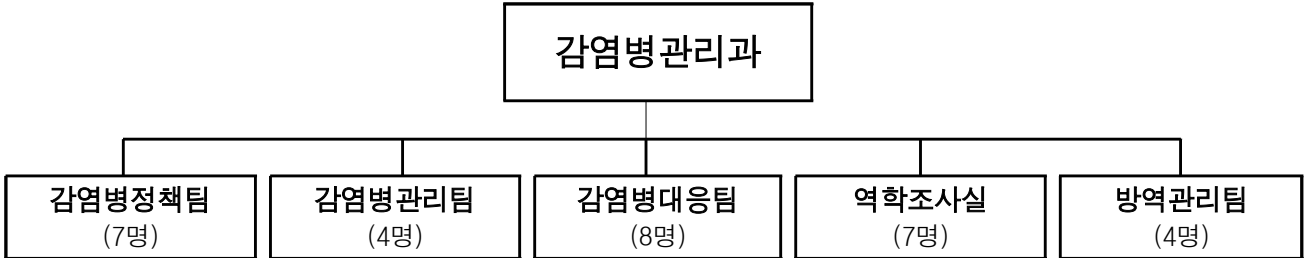 감염병관리과
감염병정책팀 감염병관리팀 감염병대응팀 역학조사실 방역관리팀
(7명) (4명) (8명) (7명) (4명)